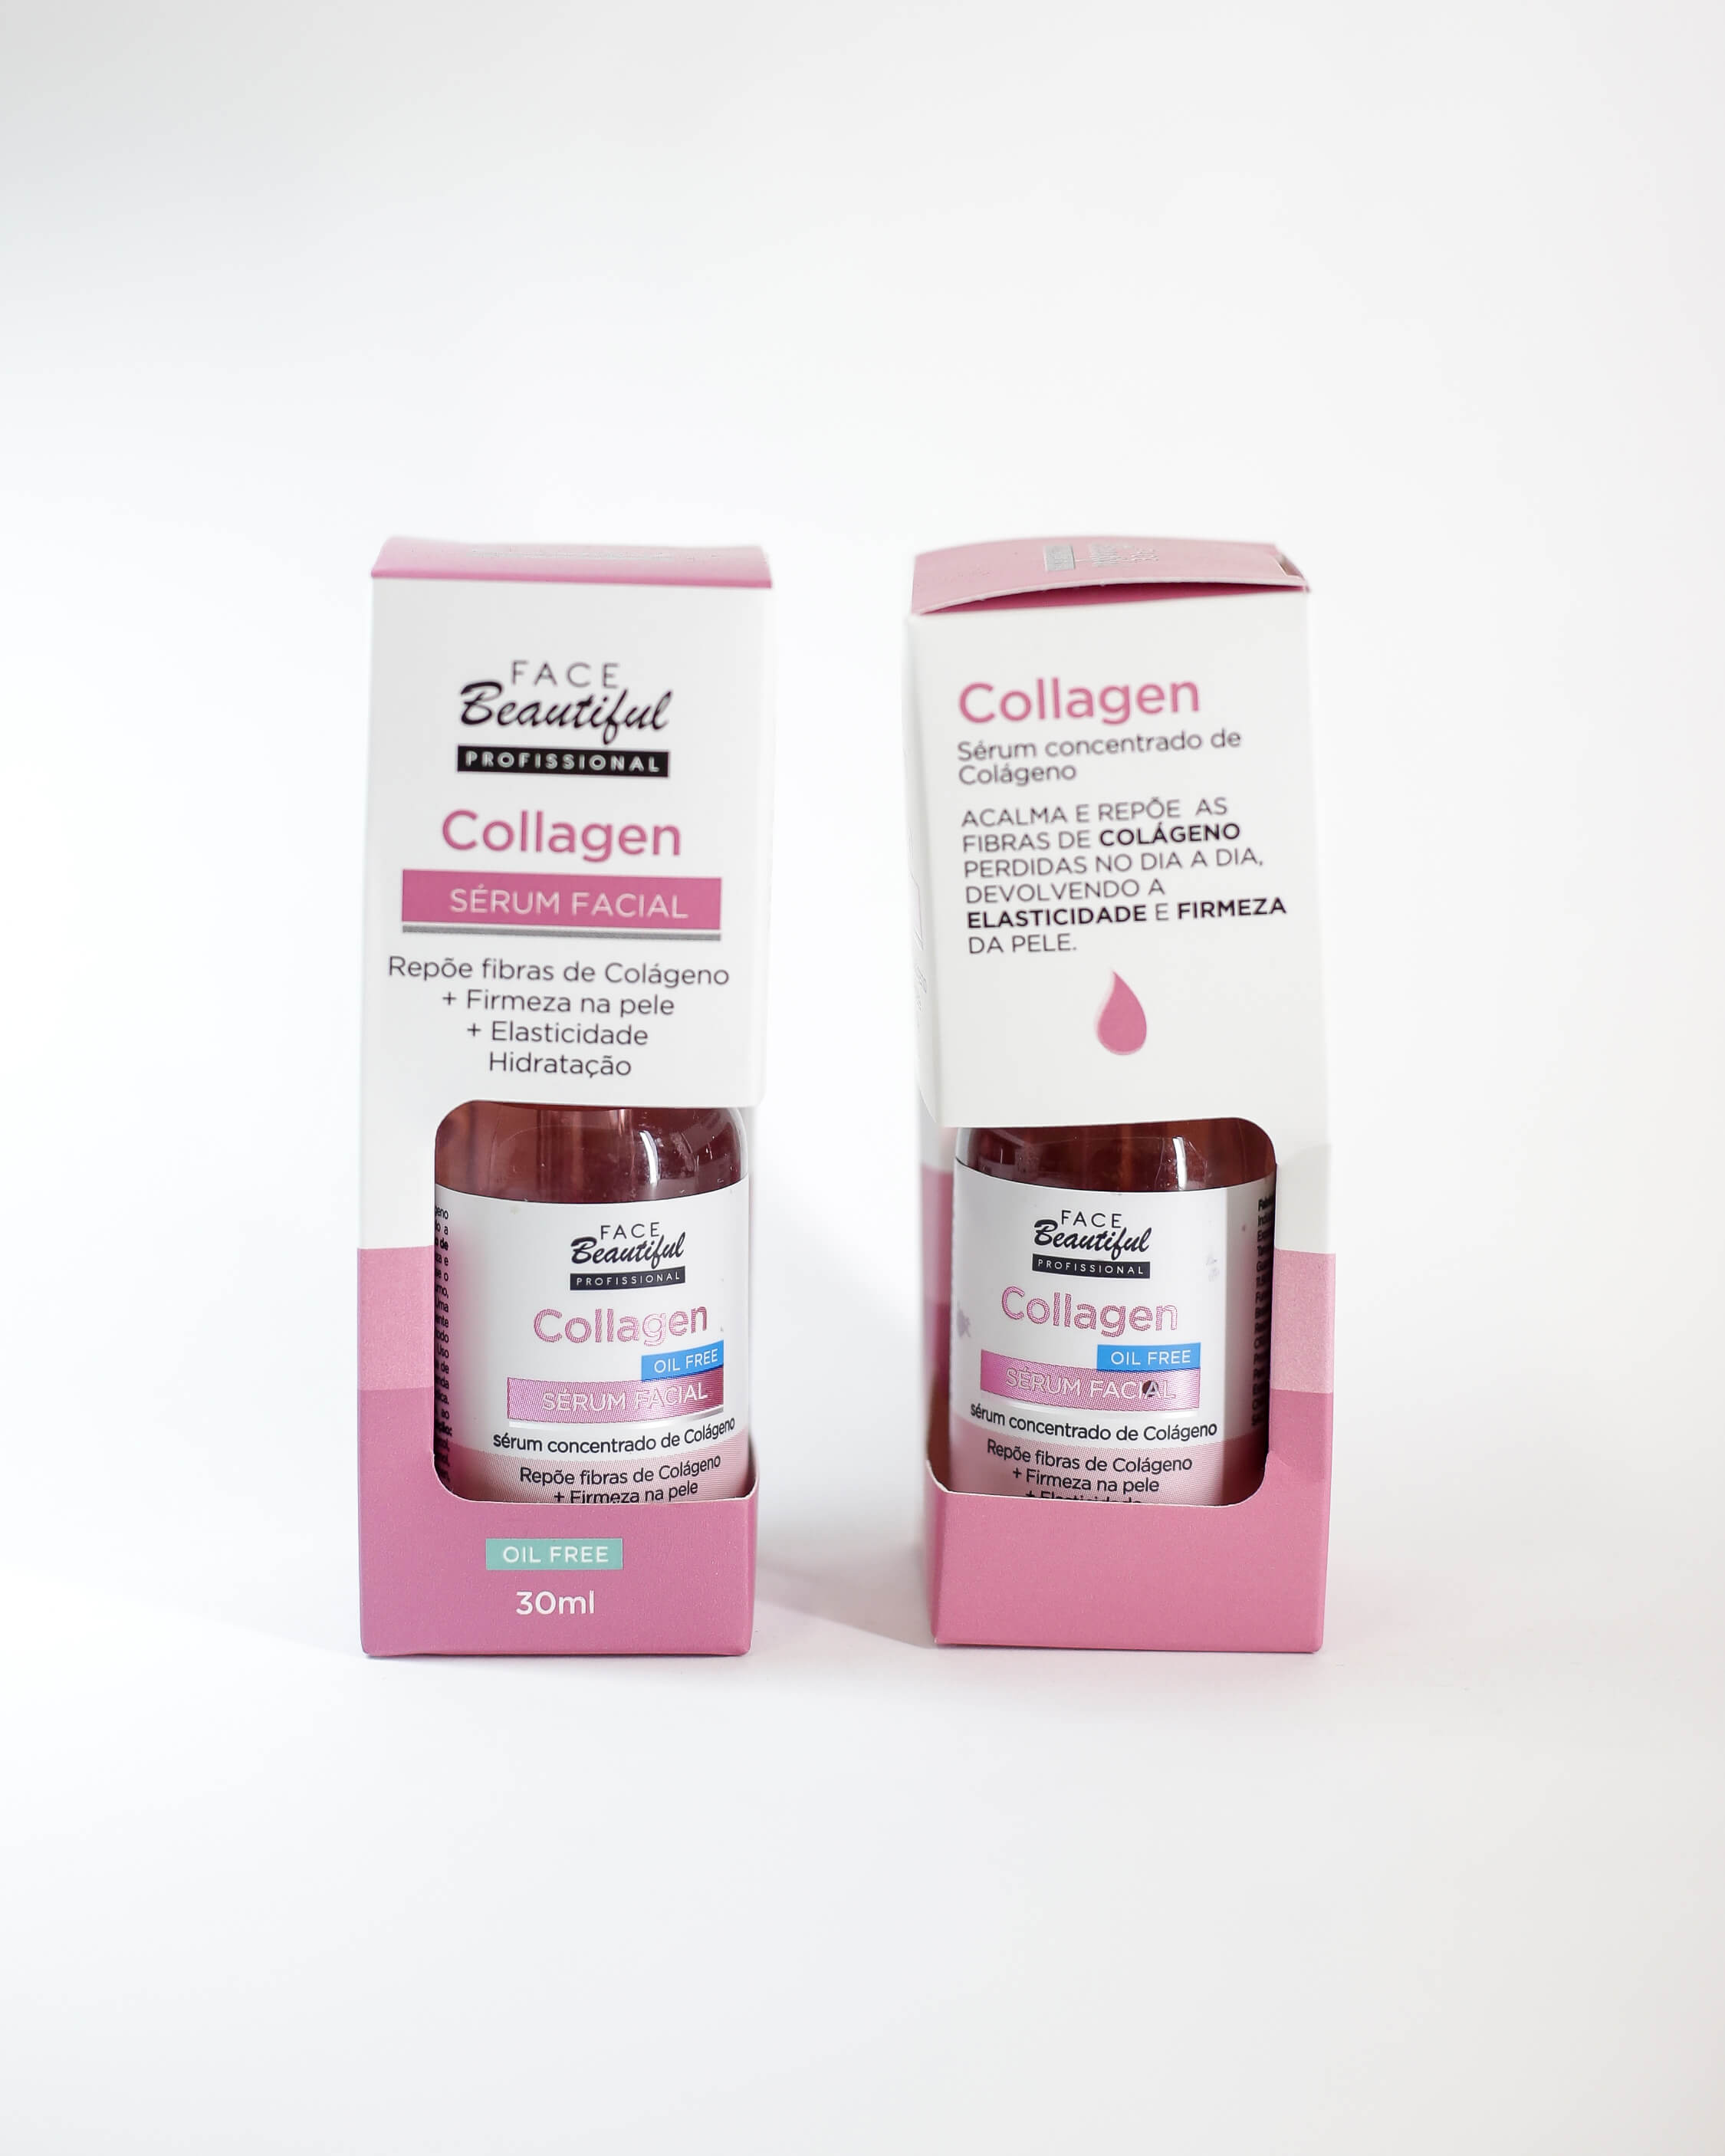 FACE
Beautiful
PROFISSIONAL
Collagen
SÉRUM FACIAL
Repõe fibras de Colágeno
+ Firmeza na pele
+ Elasticidade
Hidratação
FACE
Beautiful
PROFISSIONAL
Collagen
OIL FREE
SÉRUM FACIAL
sérum concentrado de Colágeno
Repõe fibras de Colágeno
+ Firmeza na pele
OIL FREE
30ml
Collagen
Sérum concentrado de
Colágeno
ACALMA E REPÕE AS
FIBRAS DE COLÁGENO
PERDIDAS NO DIA A DIA,
DEVOLVENDO A
ELASTICIDADE E FIRMEZA
DA PELE.
FACE
Beautiful
PROFISSIONAL
Collagen
OIL FREE
SÉRUM FACIAL
sérum concentrado de Colágeno
Repõe fibras de Colágeno
+ Firmeza na pele